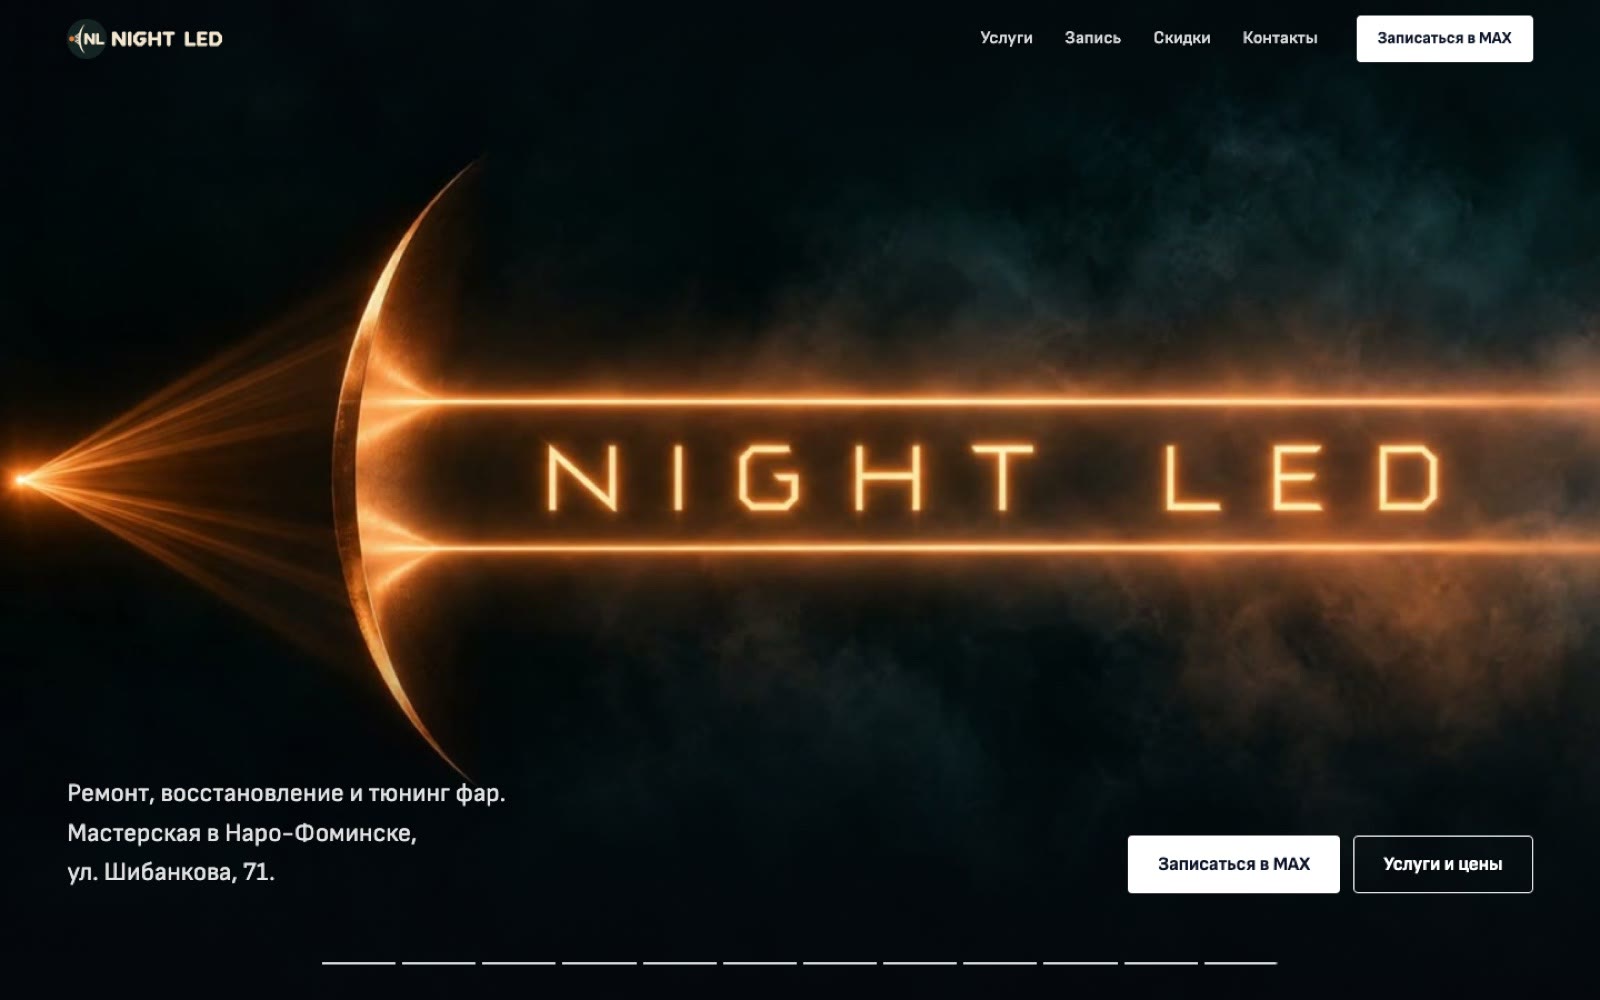 NL NIGHT LED
Услуги
Запись
Скидки
Контакты
Записаться в MAX
NIGHT LED
Ремонт, восстановление и тюнинг фар.
Мастерская в Наро-Фоминске,
ул. Шибанкова, 71.
Записаться в MAX
Услуги и цены